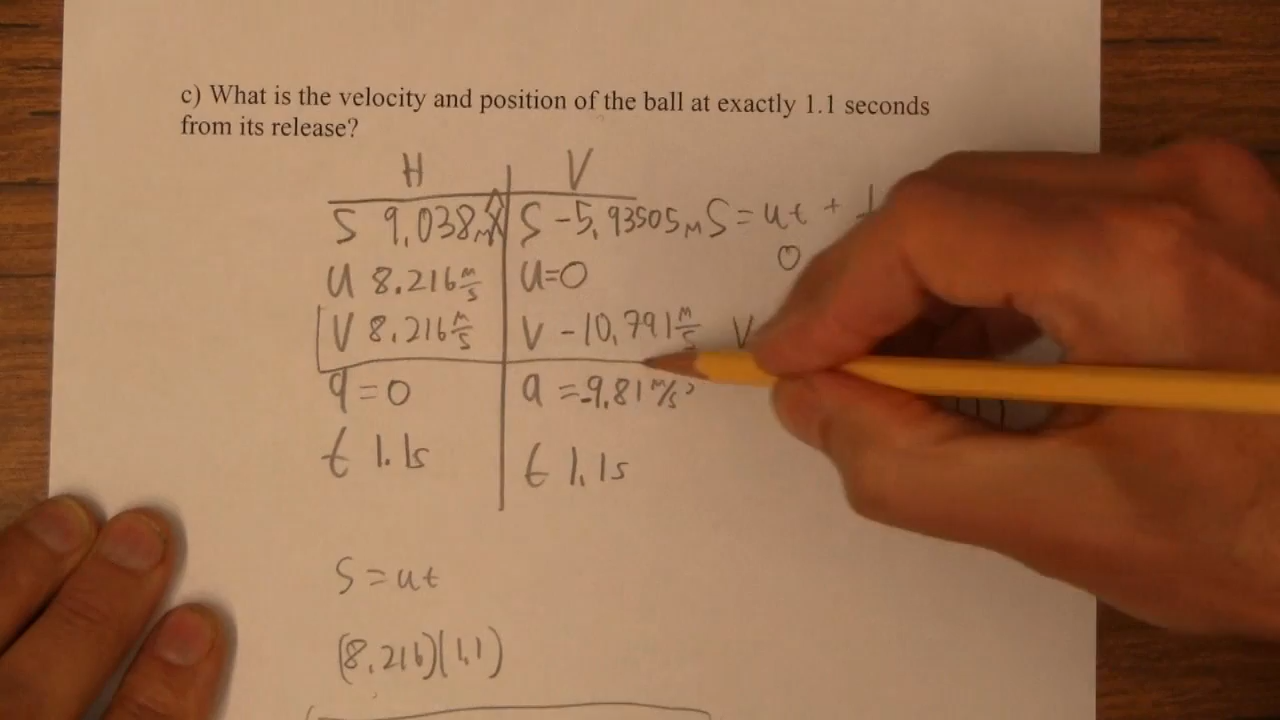 c) What is the velocity and position of the ball at exactly 1.1 seconds
from its release?
H V
S 9.038m S -5.93505m S = ut +
0
u 8.216 m/s u=0
V 8.216 m/s V -10.791 m/s V
a = 0 a = -9.81 m/s²
t 1.1s t 1.1s
S = ut
(8.216)(1.1)